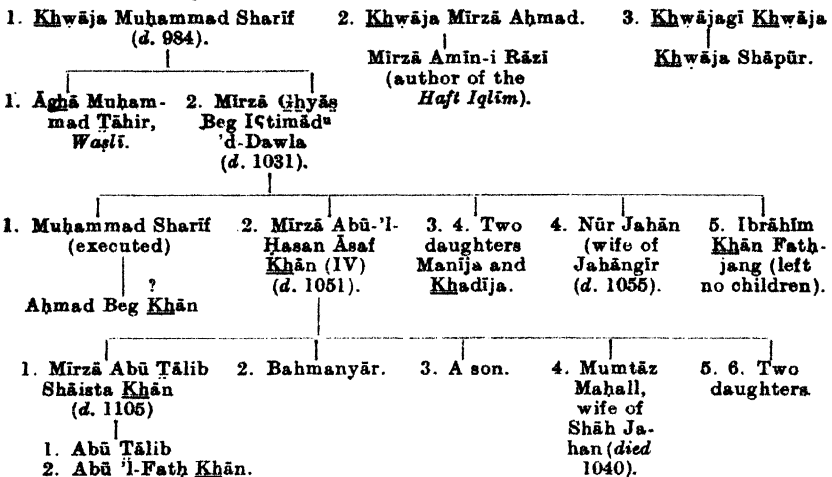 1. Khwāja Muḥammad Sharīf
(d. 984).
2. Khwāja Mīrzā Aḥmad.
Mīrzā Amīn-i Rāzī
(author of the
Haft Iqlīm).
3. Khwājagī Khwāja
Khwāja Shāpūr.
1. Āghā Muḥam-
mad Ṭāhir,
Waṣlī.
2. Mīrzā Ghyās̱
Beg Iʿtimādᵘ
'd-Dawla
(d. 1031).
1. Muḥammad Sharīf
(executed)
?
Aḥmad Beg Khān
2. Mīrzā Abū-'l-
Ḥasan Āsaf
Khān (IV)
(d. 1051).
3. 4. Two
daughters
Manīja and
Khadīja.
4. Nūr Jahān
(wife of
Jahāngīr
(d. 1055).
5. Ibrāhīm
Khān Fatḥ-
jang (left
no children).
1. Mīrzā Abū Ṭālib
Shāista Khān
(d. 1105)
1. Abū Ṭālib
2. Abū 'l-Fatḥ Khān.
2. Bahmanyār.
3. A son.
4. Mumtāz
Maḥall,
wife of
Shāh Ja-
han (died
1040).
5. 6. Two
daughters.